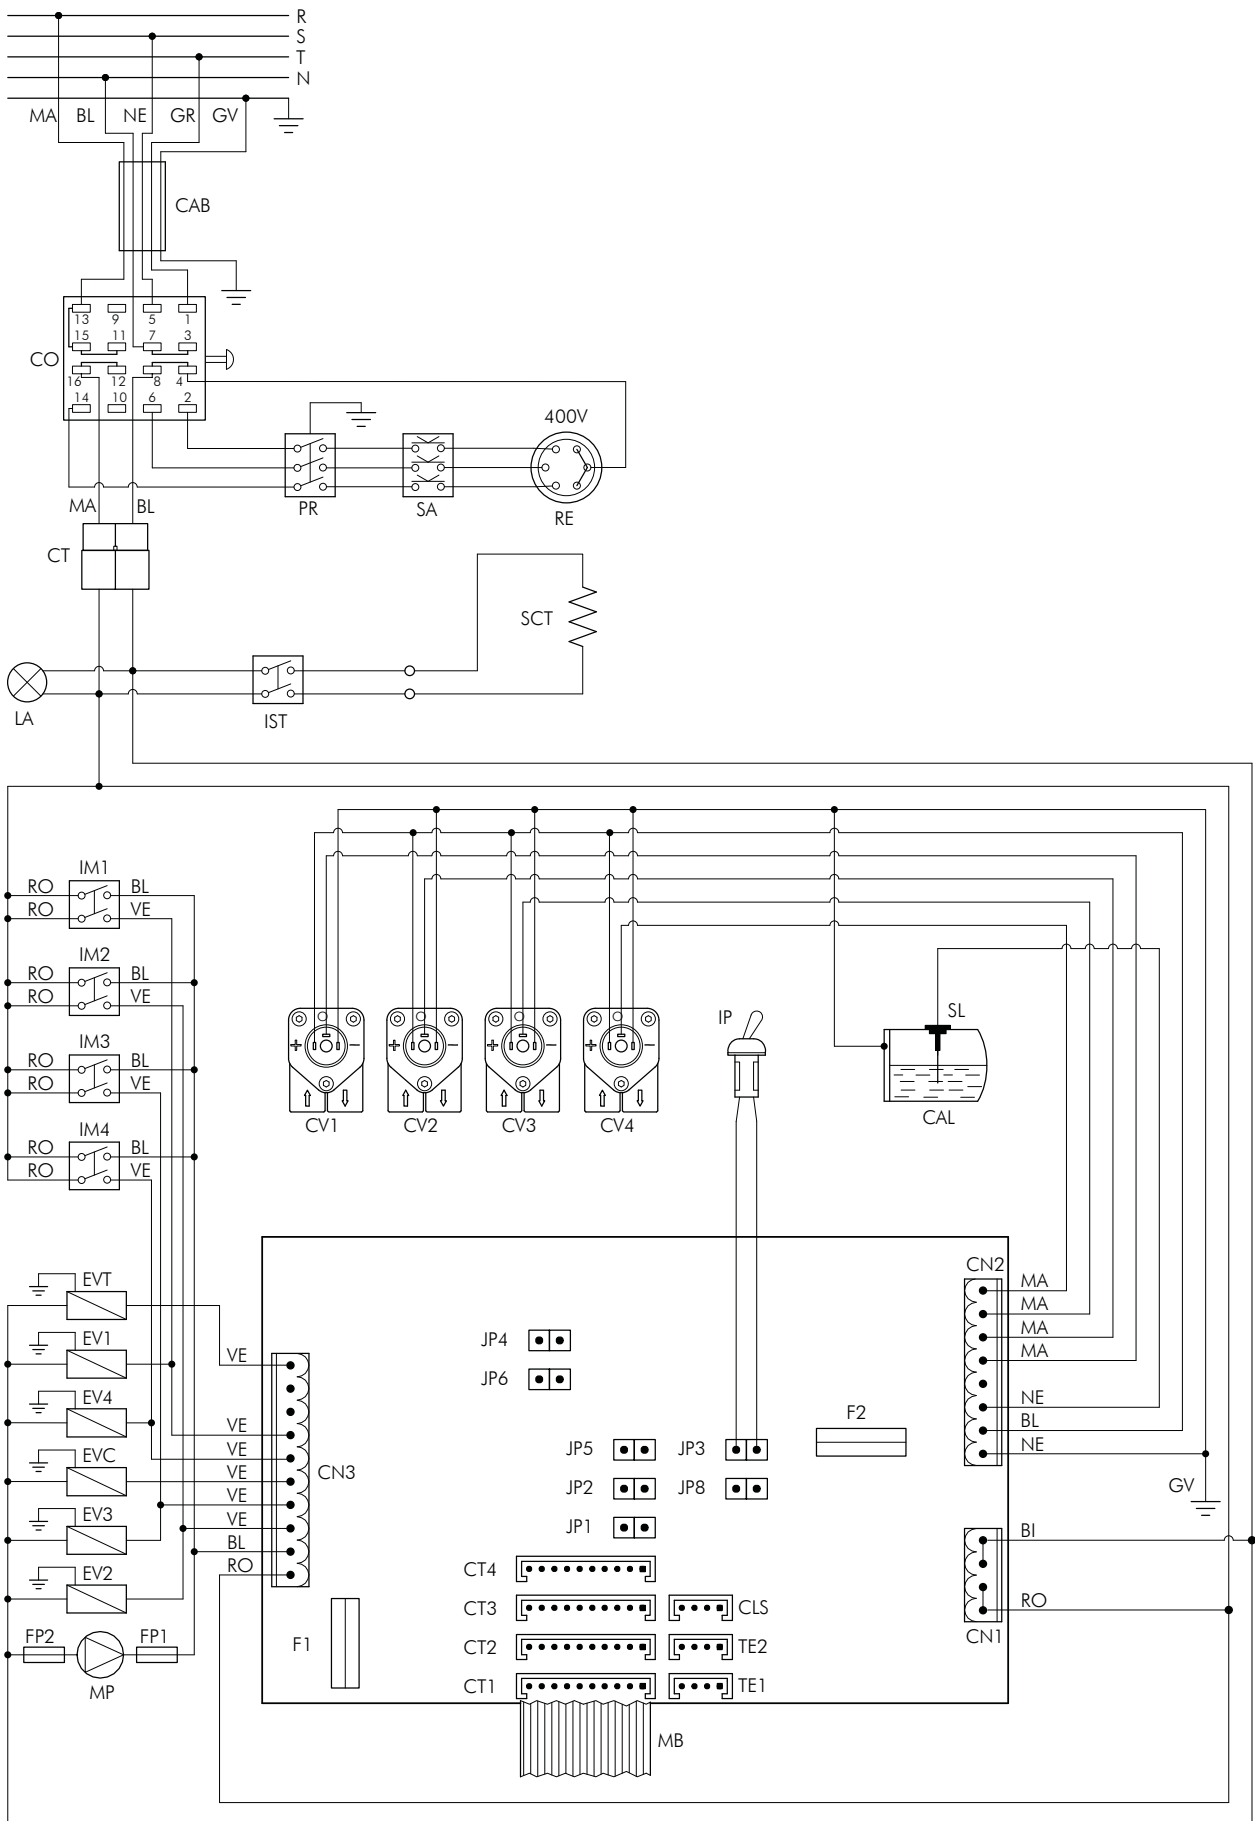 R
S
T
N
MA BL NE GR GV
CAB
13 9 5 1
15 11 7 3
CO
16 12 8 4
14 10 6 2
400V
PR SA RE
MA BL
CT
SCT
LA IST
IM1
RO BL
RO VE
IM2
RO BL
RO VE
IM3
RO BL
RO VE
IM4
RO BL
RO VE
IP SL
+ − + − + − + −
CV1 CV2 CV3 CV4 CAL
CN2
EVT MA
MA
MA
MA
EV1 VE
JP4
JP6
EV4 NE
VE F2 BL
JP5 JP3 NE
EVC VE
VE CN3
JP2 JP8 GV
EV3 VE
VE JP1 BI
BL
EV2 RO CT4
CT3 CLS RO
FP2 FP1 F1 CT2 TE2 CN1
MP CT1 TE1
MB